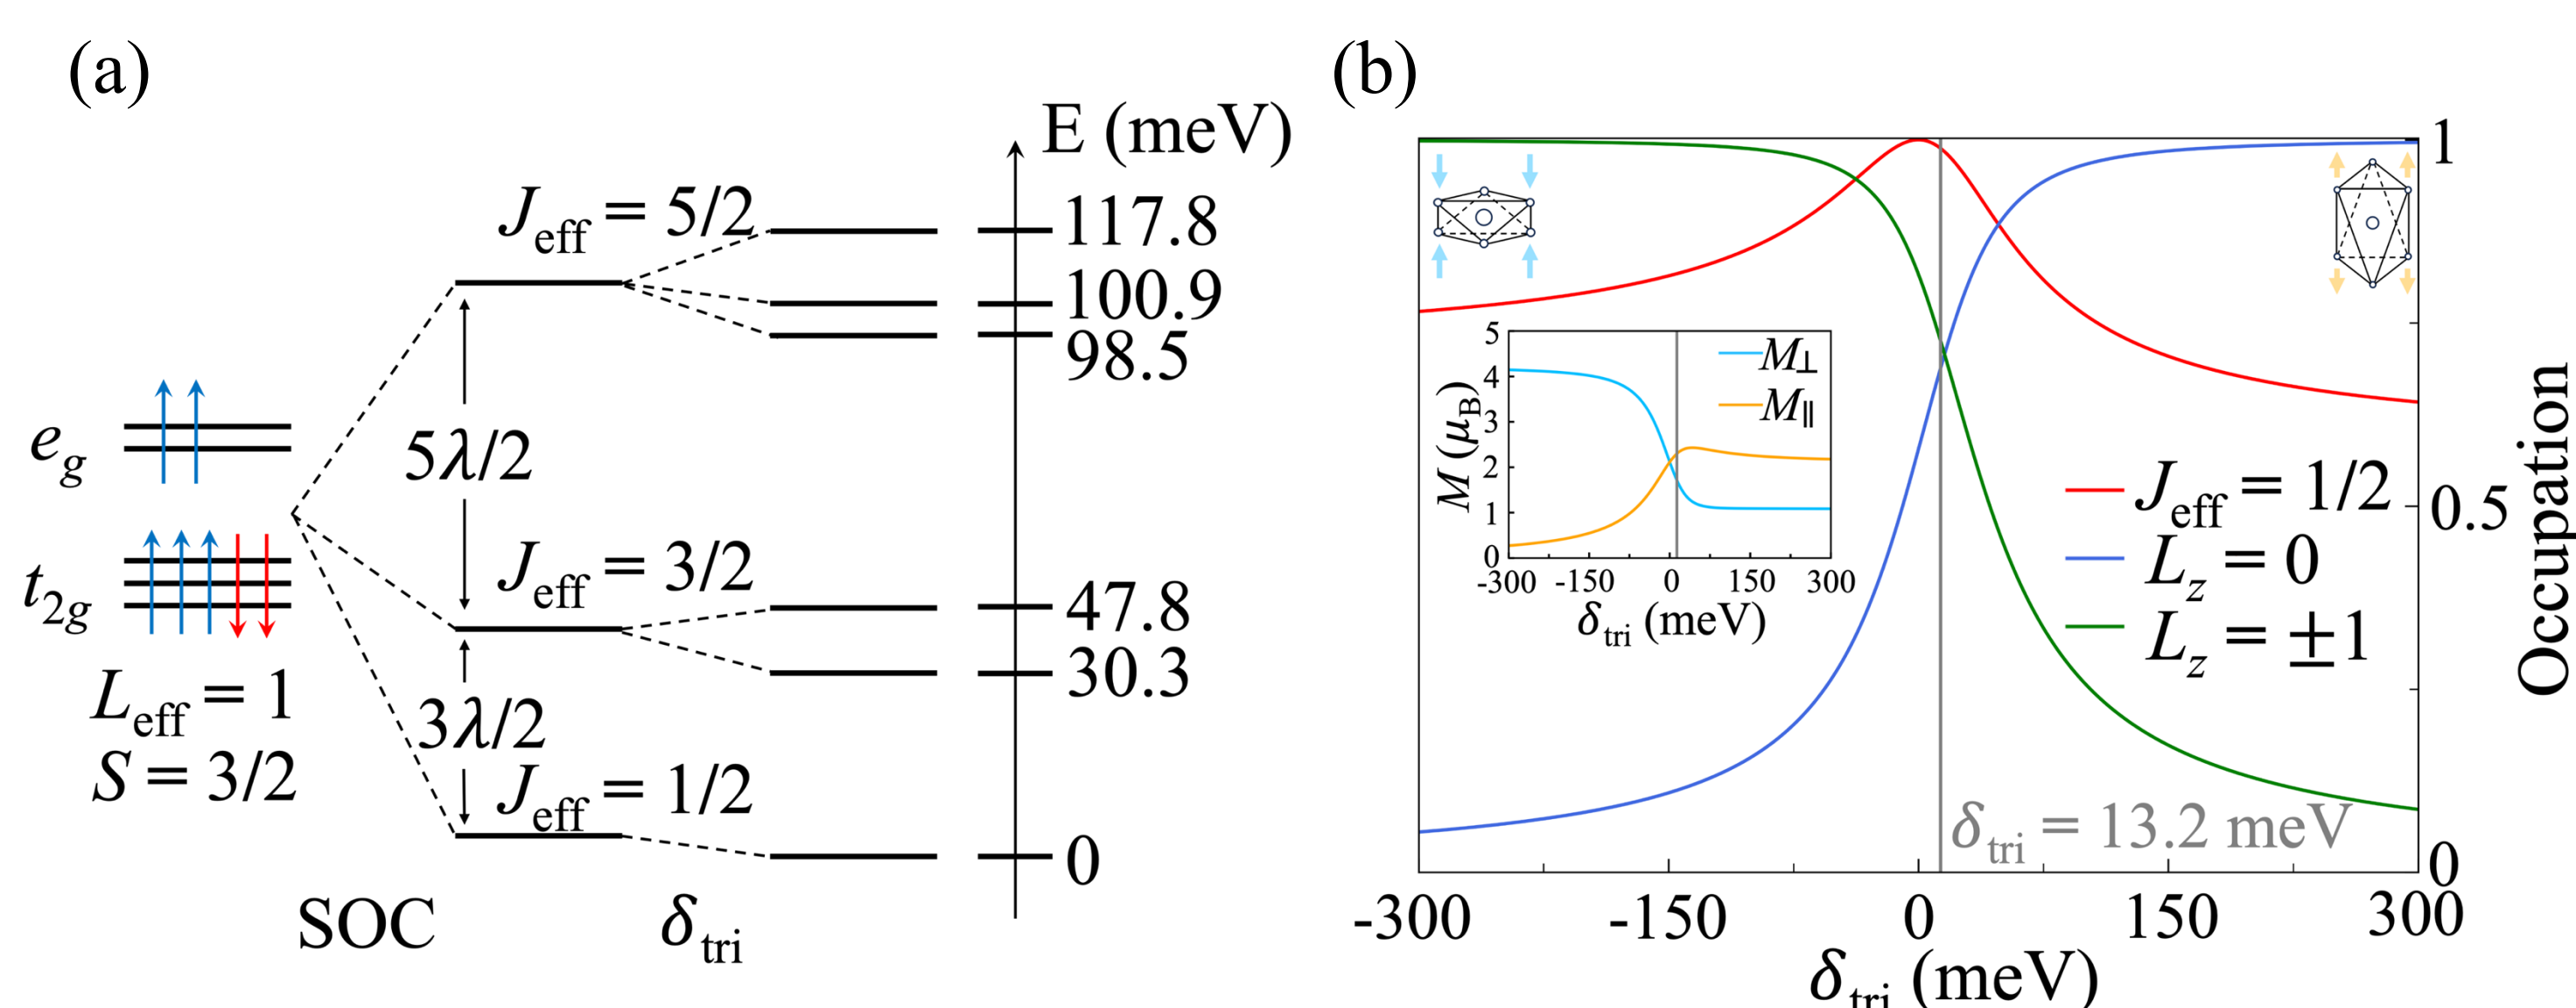 (a)
E (meV)
J_eff = 5/2
117.8
100.9
98.5
5λ/2
e_g
J_eff = 3/2
47.8
30.3
t_2g
L_eff = 1
S = 3/2
3λ/2
J_eff = 1/2
0
SOC
δ_tri
(b)
1
0.5
0
Occupation
J_eff = 1/2
L_z = 0
L_z = ±1
δ_tri = 13.2 meV
-300 -150 0 150 300
δ_tri (meV)
5
4
3
2
1
0
M (μ_B)
M_⊥
M_∥
-300 -150 0 150 300
δ_tri (meV)